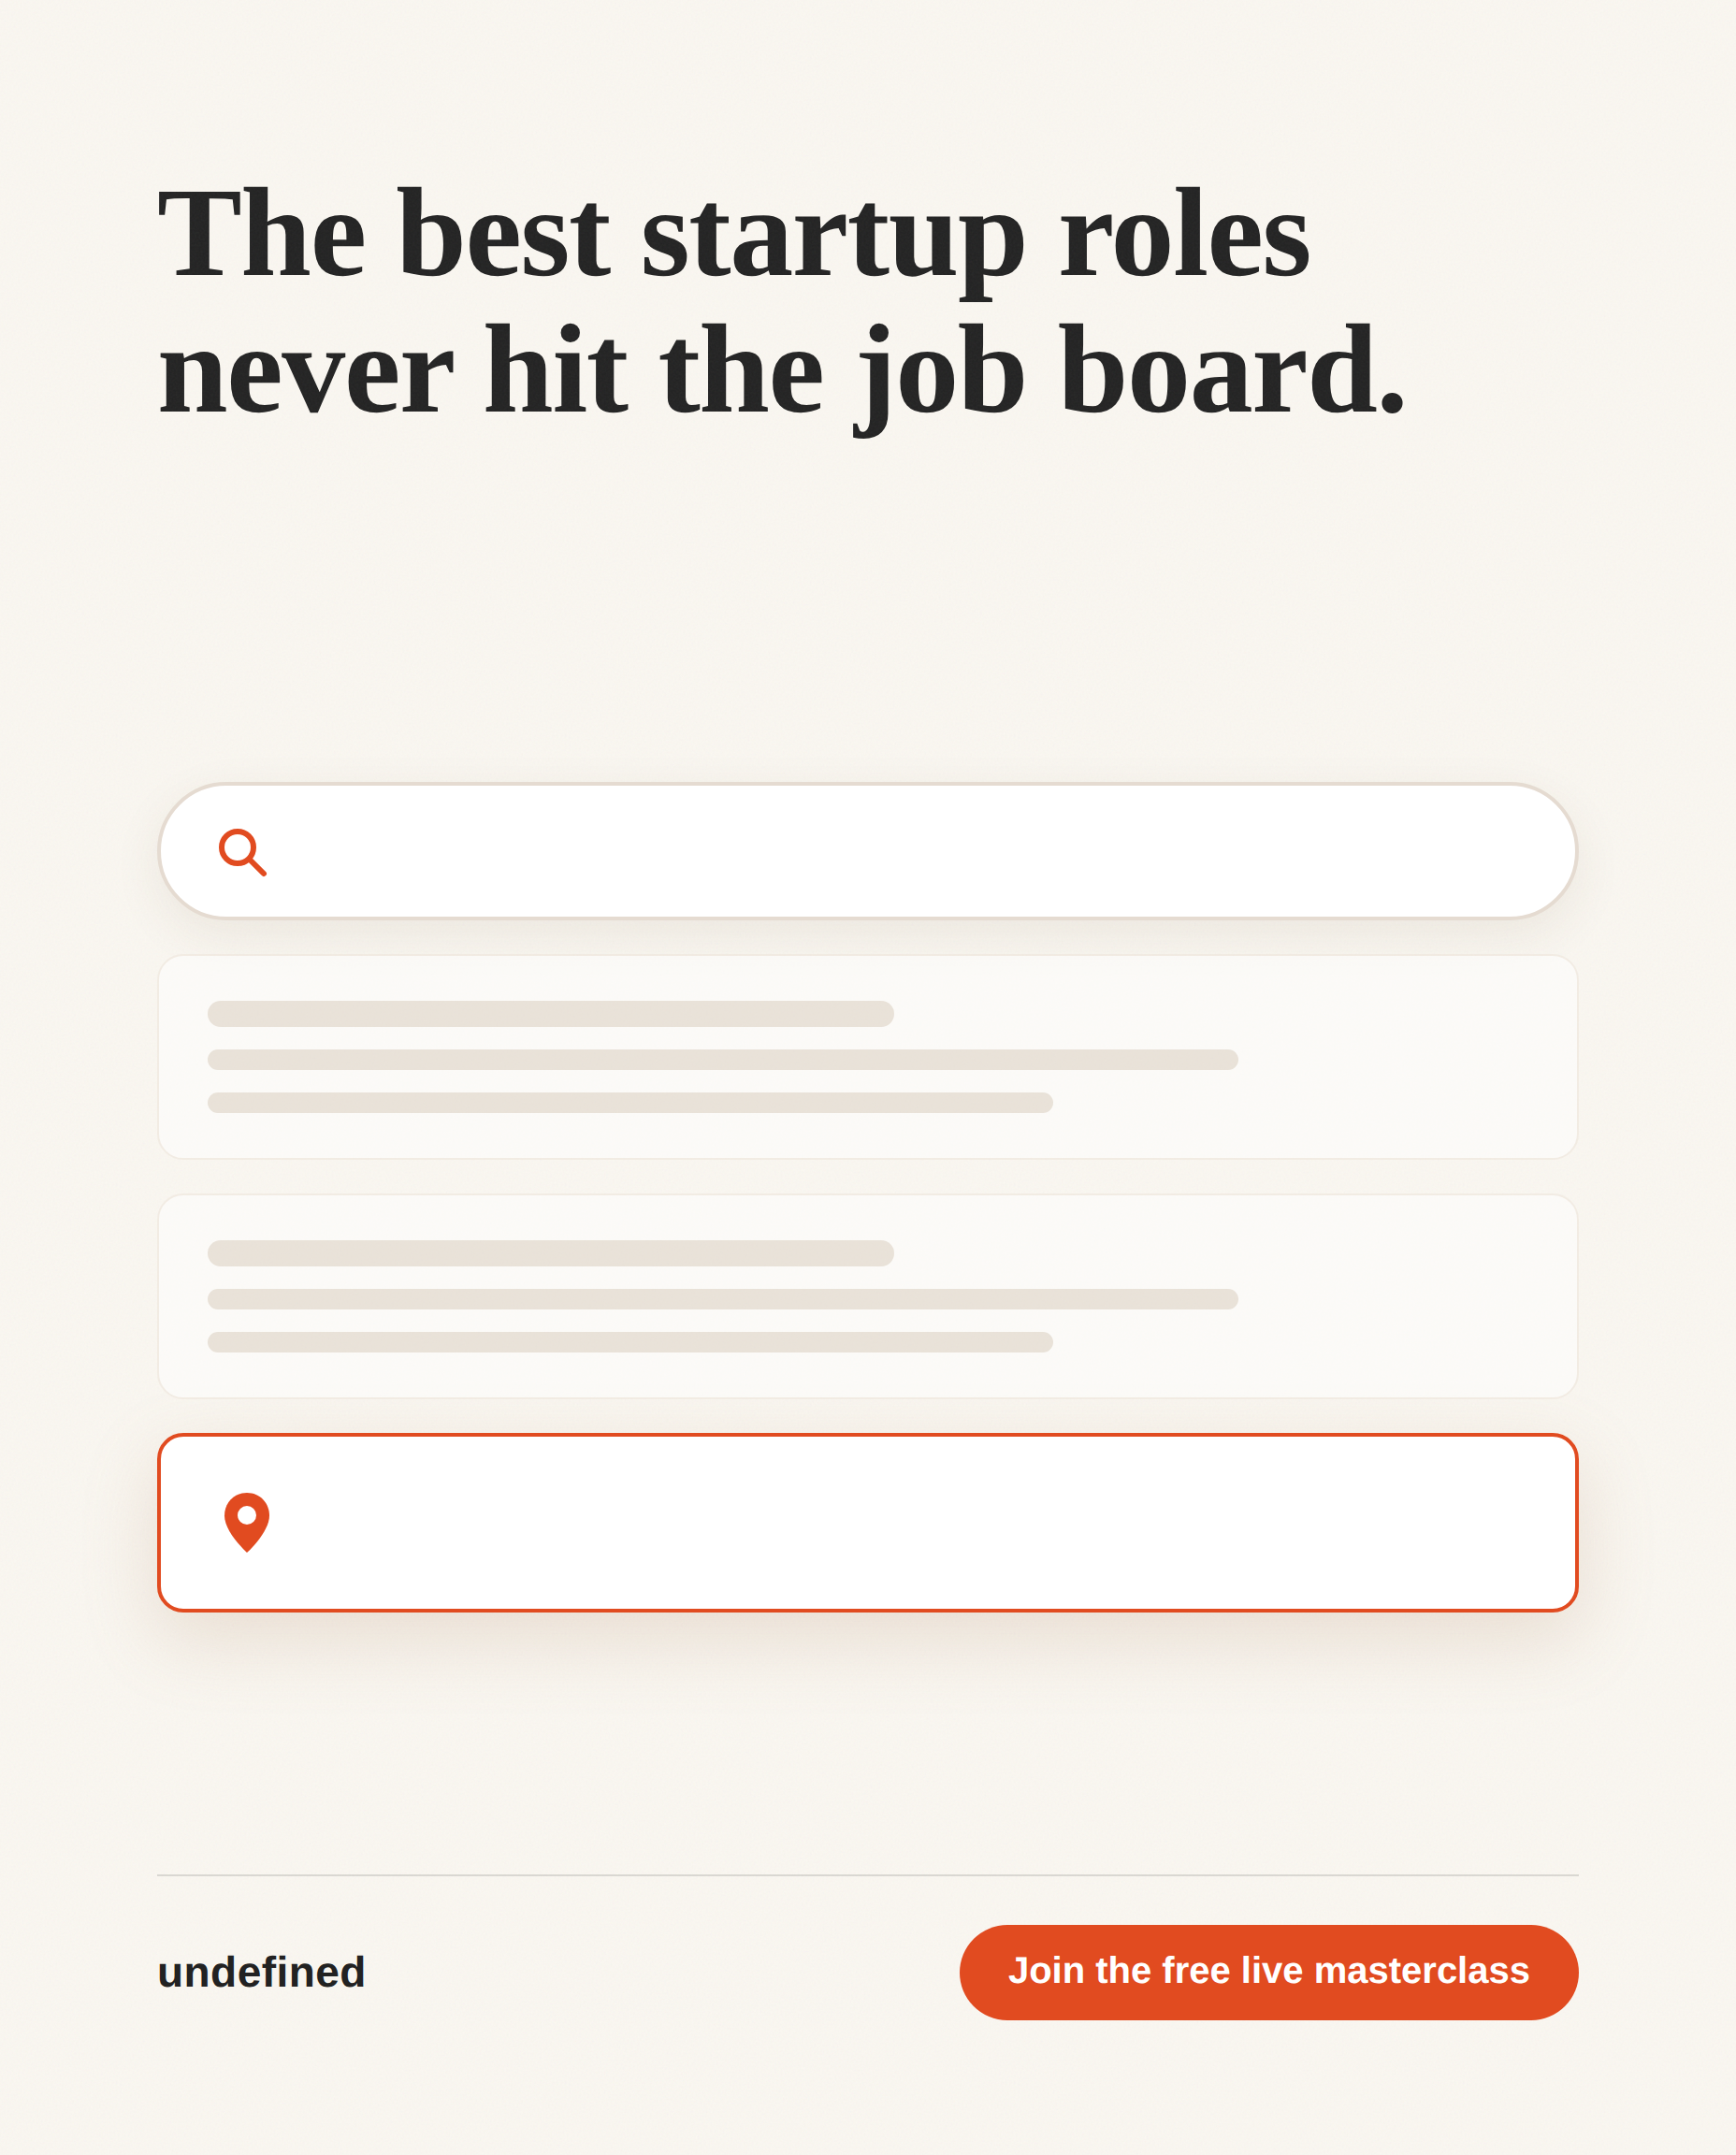 The best startup roles
never hit the job board.
undefined
Join the free live masterclass